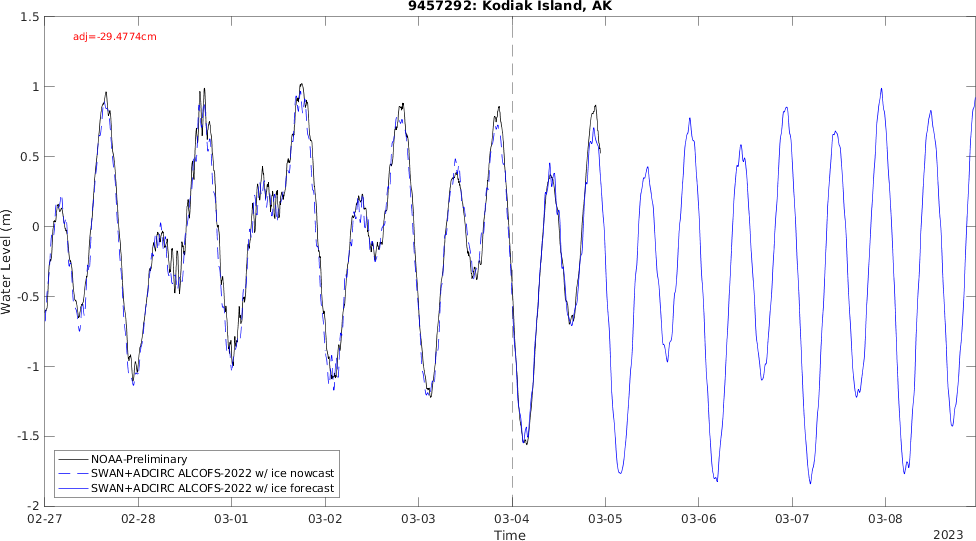 9457292: Kodiak Island, AK
adj=-29.4774cm
Water Level (m)
1.5
1
0.5
0
-0.5
-1
-1.5
-2
NOAA-Preliminary
SWAN+ADCIRC ALCOFS-2022 w/ ice nowcast
SWAN+ADCIRC ALCOFS-2022 w/ ice forecast
02-27 02-28 03-01 03-02 03-03 03-04 03-05 03-06 03-07 03-08
Time
2023